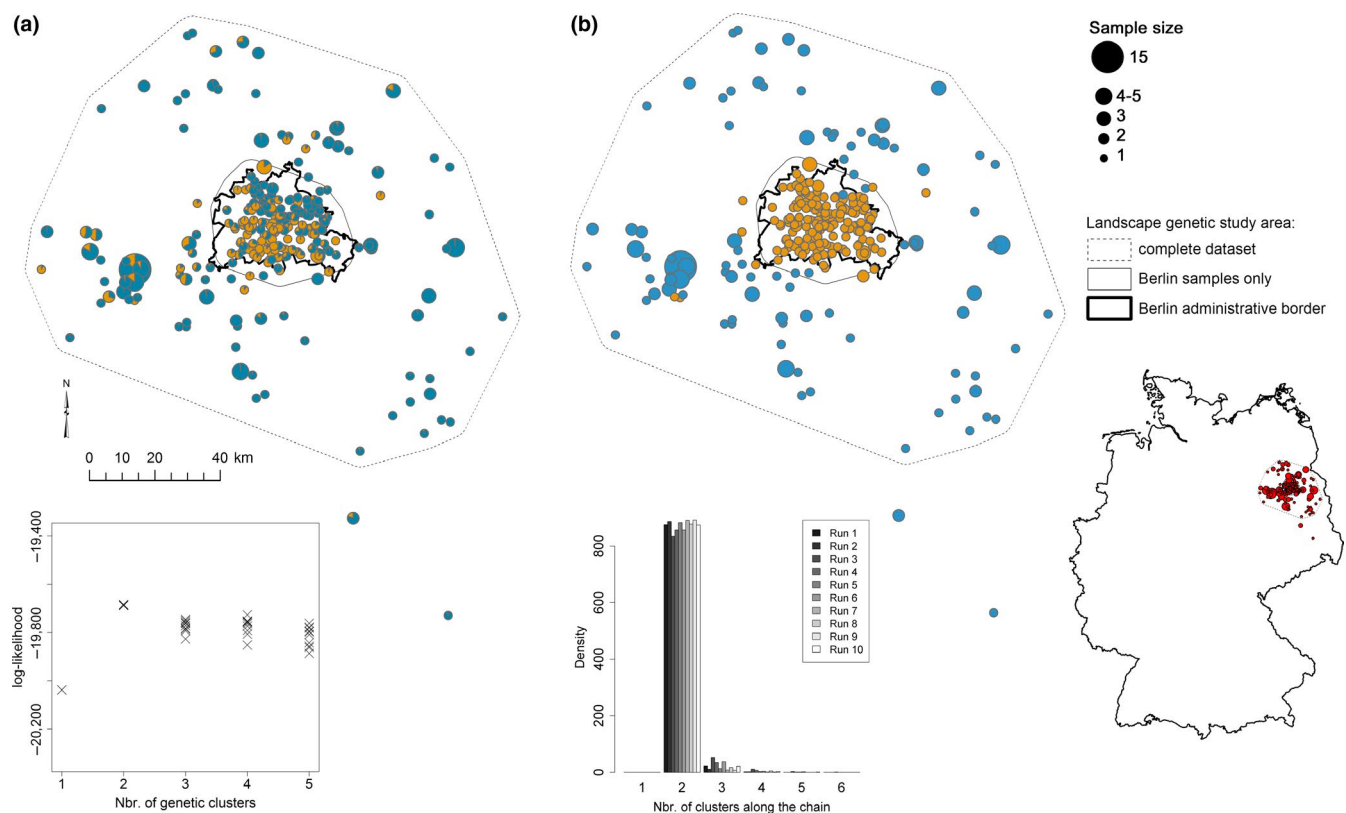 (a)
(b)
Sample size
15
4-5
3
2
1
Landscape genetic study area:
complete dataset
Berlin samples only
Berlin administrative border
N
0 10 20 40 km
−19,400
−19,800
−20,200
log-likelihood
1 2 3 4 5
Nbr. of genetic clusters
800
600
400
200
0
Density
1 2 3 4 5 6
Nbr. of clusters along the chain
Run 1
Run 2
Run 3
Run 4
Run 5
Run 6
Run 7
Run 8
Run 9
Run 10